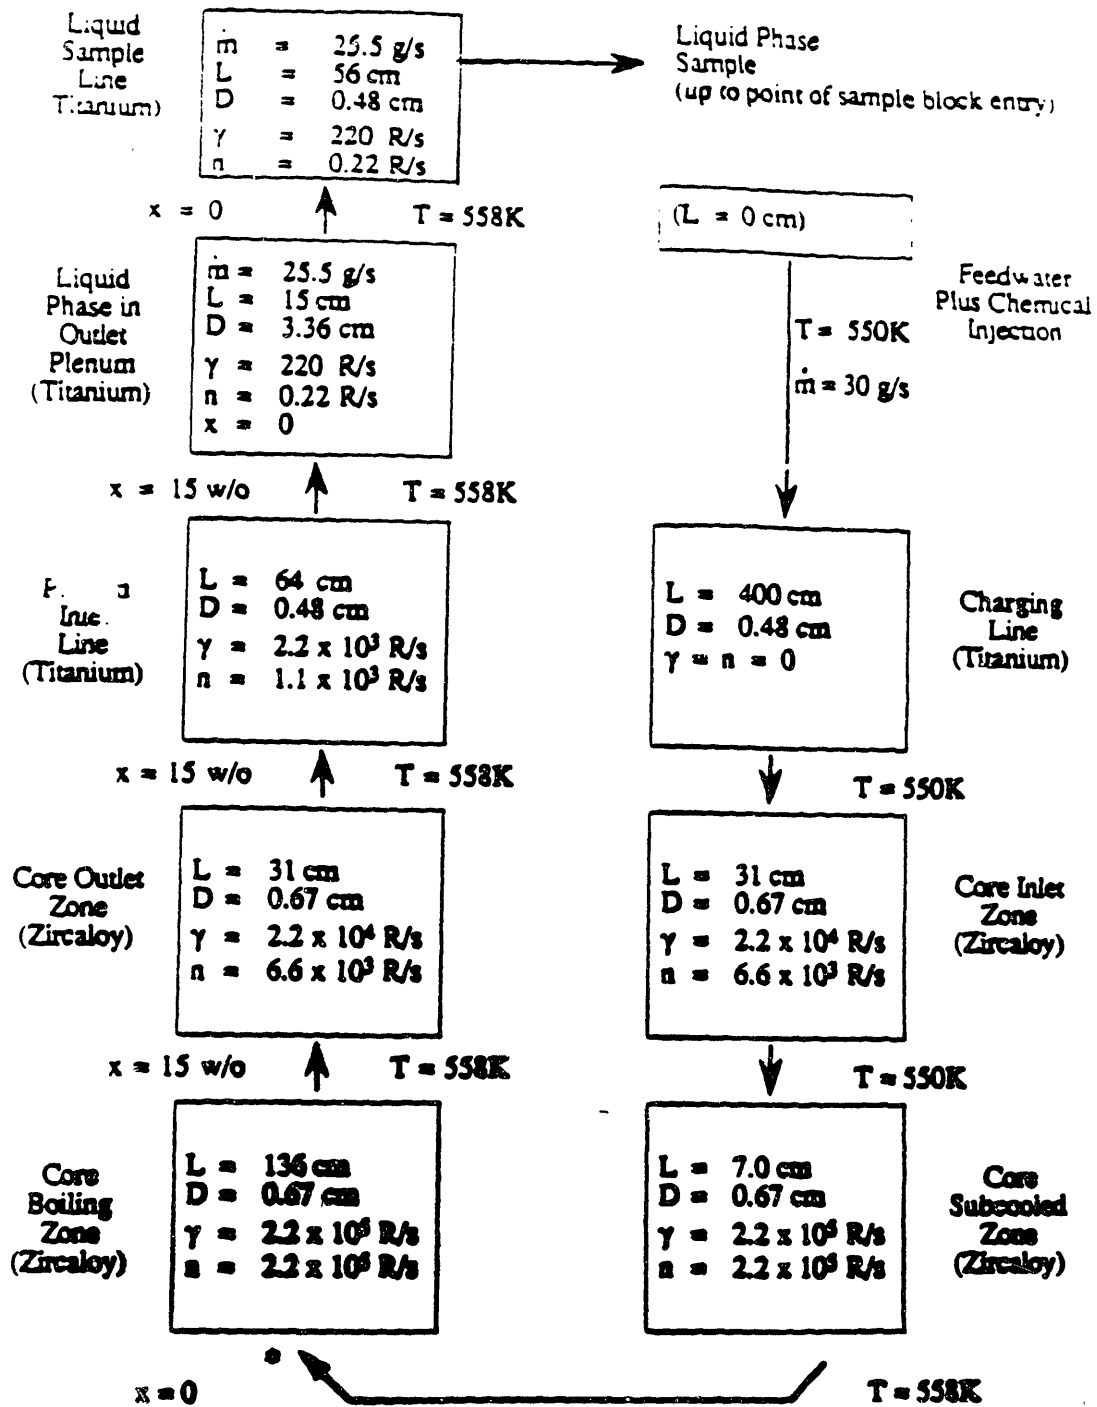 Liquid
Sample
Line
Titanium)
ṁ = 25.5 g/s
L = 56 cm
D = 0.48 cm
γ = 220 R/s
n = 0.22 R/s
Liquid Phase
Sample
(up to point of sample block entry)
x = 0
T = 558K
(L = 0 cm)
Liquid
Phase in
Outlet
Plenum
(Titanium)
ṁ = 25.5 g/s
L = 15 cm
D = 3.36 cm
γ = 220 R/s
n = 0.22 R/s
x = 0
Feedwater
Plus Chemical
Injection
T = 550K
ṁ = 30 g/s
x = 15 w/o
T = 558K
Line
(Titanium)
L = 64 cm
D = 0.48 cm
γ = 2.2 x 10³ R/s
n = 1.1 x 10³ R/s
L = 400 cm
D = 0.48 cm
γ = n = 0
Charging
Line
(Titanium)
x = 15 w/o
T = 558K
T = 550K
Core Outlet
Zone
(Zircaloy)
L = 31 cm
D = 0.67 cm
γ = 2.2 x 10⁴ R/s
n = 6.6 x 10³ R/s
L = 31 cm
D = 0.67 cm
γ = 2.2 x 10⁴ R/s
n = 6.6 x 10³ R/s
Core Inlet
Zone
(Zircaloy)
x = 15 w/o
T = 558K
T = 550K
Core
Boiling
Zone
(Zircaloy)
L = 136 cm
D = 0.67 cm
γ = 2.2 x 10⁵ R/s
n = 2.2 x 10⁵ R/s
L = 7.0 cm
D = 0.67 cm
γ = 2.2 x 10⁵ R/s
n = 2.2 x 10⁵ R/s
Core
Subcooled
Zone
(Zircaloy)
x = 0
T = 558K